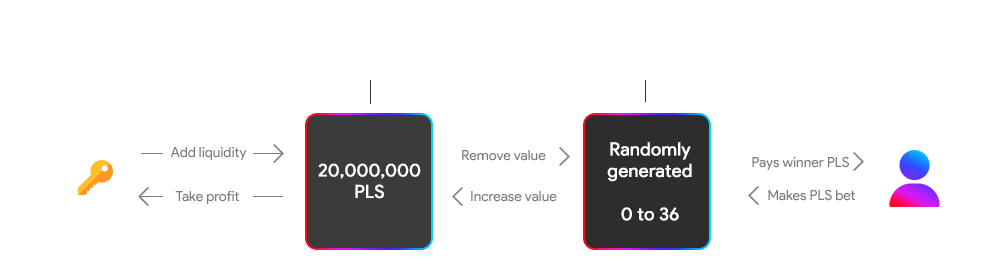 Add liquidity
Take profit
20,000,000
PLS
Remove value
Increase value
Randomly
generated
0 to 36
Pays winner PLS
Makes PLS bet